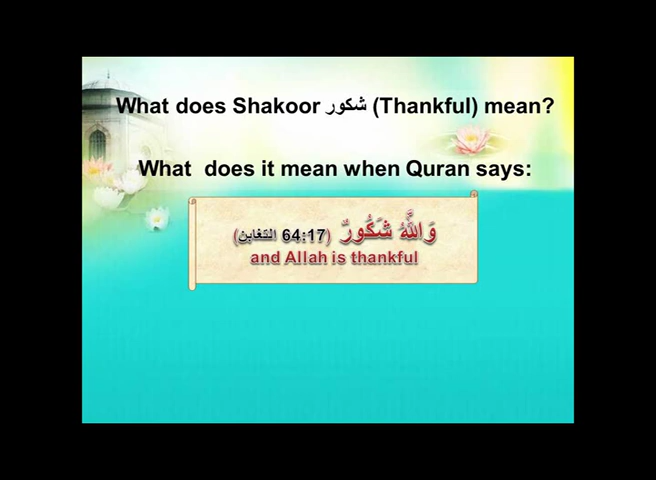 What does Shakoor شكور (Thankful) mean?
What does it mean when Quran says:
وَاللَّهُ شَكُورٌ (64:17 التغابن)
and Allah is thankful